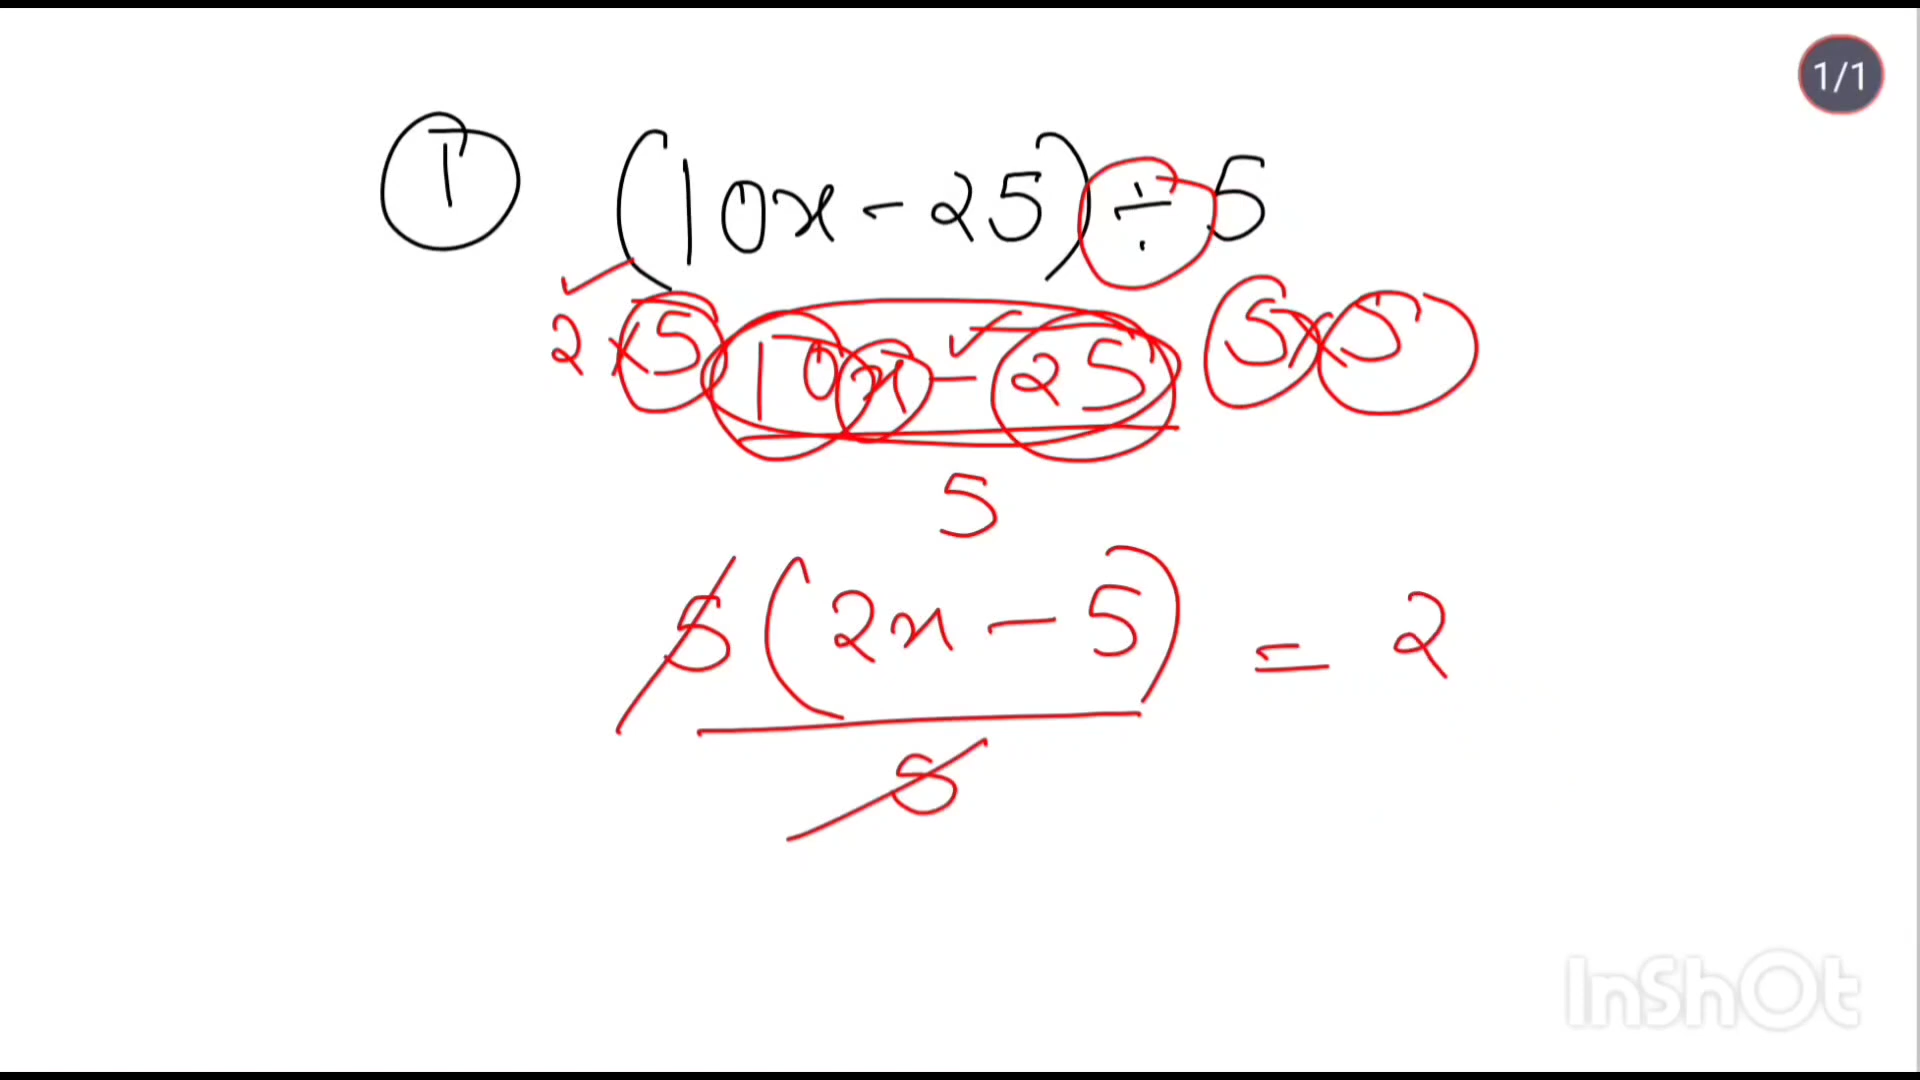 1/1
① (10x - 25) ÷ 5
2 × 5 10x - 25 5 × 5
5
5(2x - 5) = 2
5
InShOt